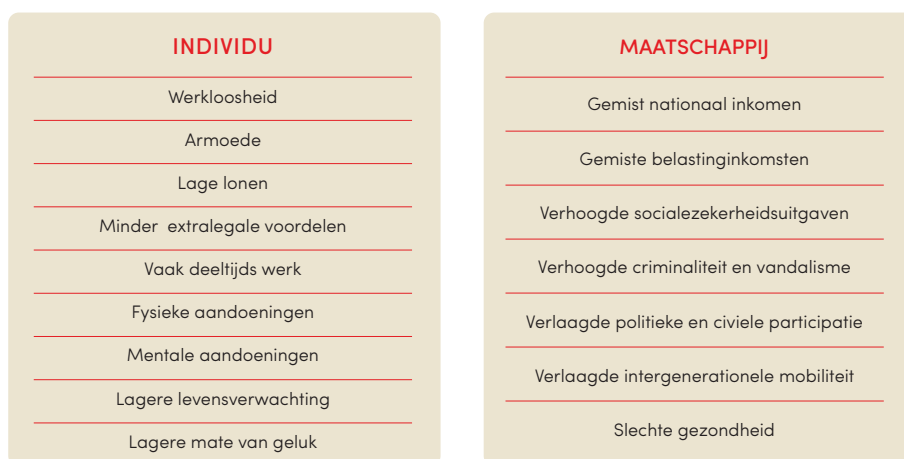 INDIVIDU
Werkloosheid
Armoede
Lage lonen
Minder extralegale voordelen
Vaak deeltijds werk
Fysieke aandoeningen
Mentale aandoeningen
Lagere levensverwachting
Lagere mate van geluk
MAATSCHAPPIJ
Gemist nationaal inkomen
Gemiste belastinginkomsten
Verhoogde socialezekerheidsuitgaven
Verhoogde criminaliteit en vandalisme
Verlaagde politieke en civiele participatie
Verlaagde intergenerationele mobiliteit
Slechte gezondheid